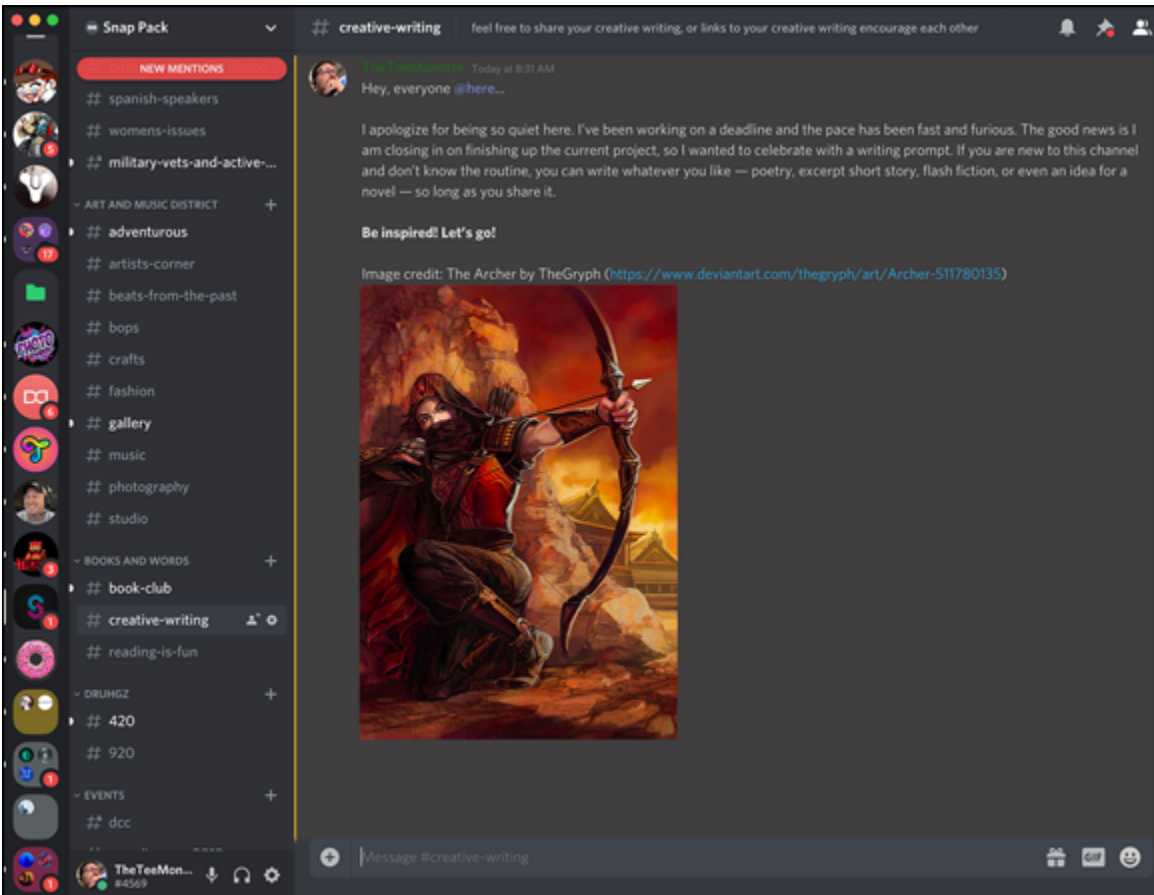 Snap Pack
NEW MENTIONS
# spanish-speakers
# womens-issues
# military-vets-and-active-...
ART AND MUSIC DISTRICT
# adventurous
# artists-corner
# beats-from-the-past
# bops
# crafts
# fashion
# gallery
# music
# photography
# studio
BOOKS AND WORDS
# book-club
# creative-writing
# reading-is-fun
DRUHGZ
# 420
# 920
EVENTS
# dcc
TheTeeMon...
#4569
5
17
6
3
1
1
1
# creative-writing
feel free to share your creative writing, or links to your creative writing encourage each other
TheTeeMonster Today at 8:31 AM
Hey, everyone @here...
I apologize for being so quiet here. I've been working on a deadline and the pace has been fast and furious. The good news is I
am closing in on finishing up the current project, so I wanted to celebrate with a writing prompt. If you are new to this channel
and don't know the routine, you can write whatever you like — poetry, excerpt short story, flash fiction, or even an idea for a
novel — so long as you share it.
Be inspired! Let's go!
Image credit: The Archer by TheGryph (https://www.deviantart.com/thegryph/art/Archer-511780135)
Message #creative-writing
GIF